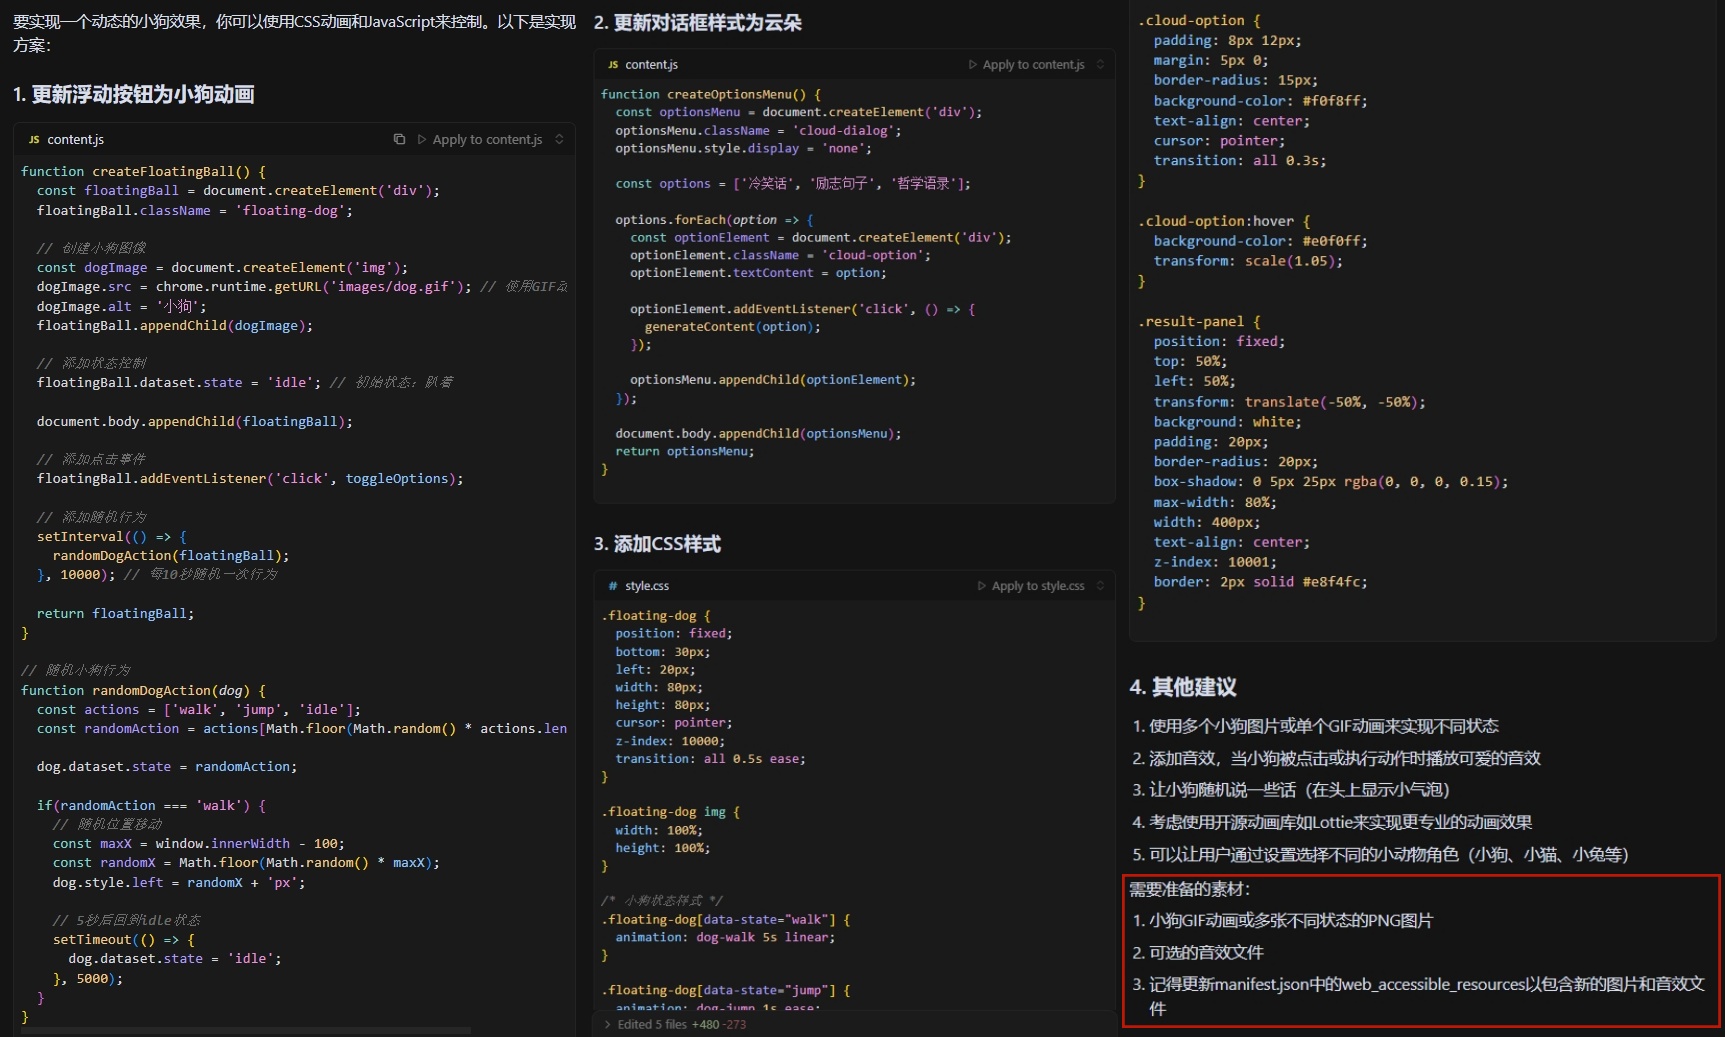 要实现一个动态的小狗效果，你可以使用CSS动画和JavaScript来控制。以下是实现
方案：
1. 更新浮动按钮为小狗动画
JS content.js Apply to content.js
function createFloatingBall() {
  const floatingBall = document.createElement('div');
  floatingBall.className = 'floating-dog';
  // 创建小狗图像
  const dogImage = document.createElement('img');
  dogImage.src = chrome.runtime.getURL('images/dog.gif'); // 使用GIF动
  dogImage.alt = '小狗';
  floatingBall.appendChild(dogImage);
  // 添加状态控制
  floatingBall.dataset.state = 'idle'; // 初始状态：趴着
  document.body.appendChild(floatingBall);
  // 添加点击事件
  floatingBall.addEventListener('click', toggleOptions);
  // 添加随机行为
  setInterval(() => {
    randomDogAction(floatingBall);
  }, 10000); // 每10秒随机一次行为
  return floatingBall;
}
// 随机小狗行为
function randomDogAction(dog) {
  const actions = ['walk', 'jump', 'idle'];
  const randomAction = actions[Math.floor(Math.random() * actions.len
  dog.dataset.state = randomAction;
  if(randomAction === 'walk') {
    // 随机位置移动
    const maxX = window.innerWidth - 100;
    const randomX = Math.floor(Math.random() * maxX);
    dog.style.left = randomX + 'px';
    // 5秒后回到idle状态
    setTimeout(() => {
      dog.dataset.state = 'idle';
    }, 5000);
  }
}
2. 更新对话框样式为云朵
JS content.js Apply to content.js
function createOptionsMenu() {
  const optionsMenu = document.createElement('div');
  optionsMenu.className = 'cloud-dialog';
  optionsMenu.style.display = 'none';
  const options = ['冷笑话', '励志句子', '哲学语录'];
  options.forEach(option => {
    const optionElement = document.createElement('div');
    optionElement.className = 'cloud-option';
    optionElement.textContent = option;
    optionElement.addEventListener('click', () => {
      generateContent(option);
    });
    optionsMenu.appendChild(optionElement);
  });
  document.body.appendChild(optionsMenu);
  return optionsMenu;
}
3. 添加CSS样式
# style.css Apply to style.css
.floating-dog {
  position: fixed;
  bottom: 30px;
  left: 20px;
  width: 80px;
  height: 80px;
  cursor: pointer;
  z-index: 10000;
  transition: all 0.5s ease;
}
.floating-dog img {
  width: 100%;
  height: 100%;
}
/* 小狗状态样式 */
.floating-dog[data-state="walk"] {
  animation: dog-walk 5s linear;
}
.floating-dog[data-state="jump"] {
  animation: dog-jump 1s ease;
Edited 5 files +480 -273
.cloud-option {
  padding: 8px 12px;
  margin: 5px 0;
  border-radius: 15px;
  background-color: #f0f8ff;
  text-align: center;
  cursor: pointer;
  transition: all 0.3s;
}
.cloud-option:hover {
  background-color: #e0f0ff;
  transform: scale(1.05);
}
.result-panel {
  position: fixed;
  top: 50%;
  left: 50%;
  transform: translate(-50%, -50%);
  background: white;
  padding: 20px;
  border-radius: 20px;
  box-shadow: 0 5px 25px rgba(0, 0, 0, 0.15);
  max-width: 80%;
  width: 400px;
  text-align: center;
  z-index: 10001;
  border: 2px solid #e8f4fc;
}
4. 其他建议
1. 使用多个小狗图片或单个GIF动画来实现不同状态
2. 添加音效，当小狗被点击或执行动作时播放可爱的音效
3. 让小狗随机说一些话（在头上显示小气泡）
4. 考虑使用开源动画库如Lottie来实现更专业的动画效果
5. 可以让用户通过设置选择不同的小动物角色（小狗、小猫、小兔等）
需要准备的素材：
1. 小狗GIF动画或多张不同状态的PNG图片
2. 可选的音效文件
3. 记得更新manifest.json中的web_accessible_resources以包含新的图片和音效文
件